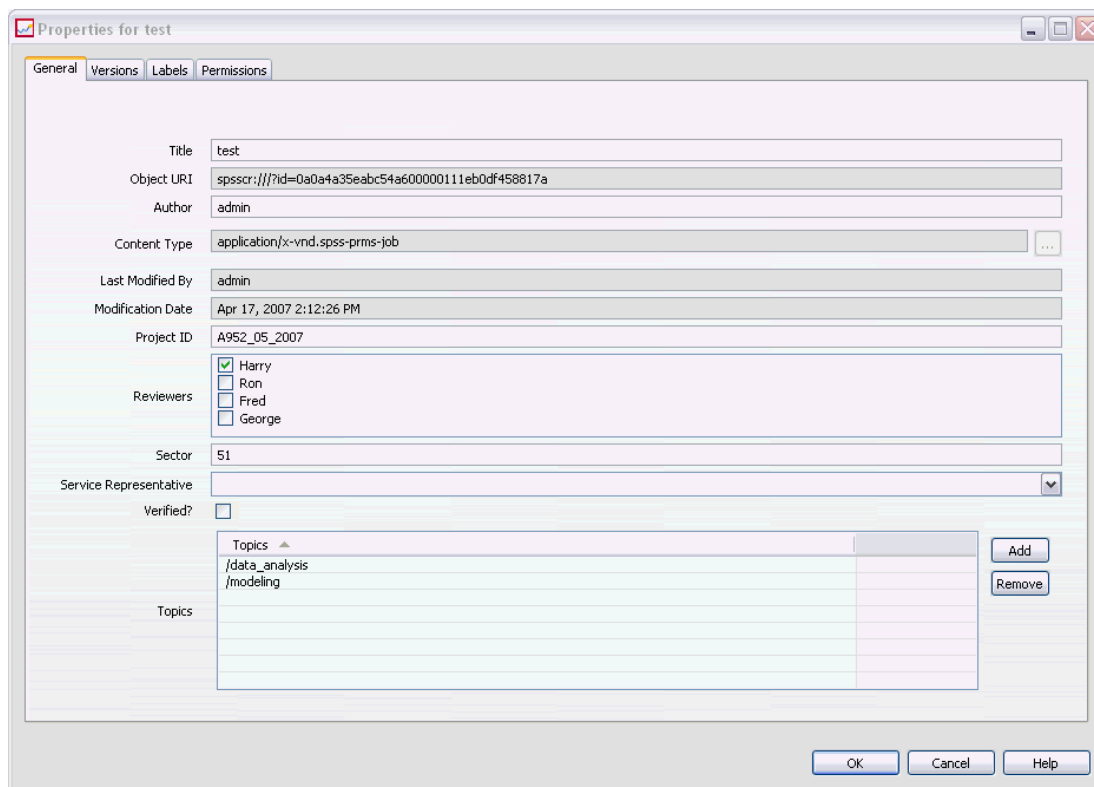 Properties for test
General Versions Labels Permissions
Title test
Object URI spsscr:///?id=0a0a4a35eabc54a600000111eb0df458817a
Author admin
Content Type application/x-vnd.spss-prms-job ...
Last Modified By admin
Modification Date Apr 17, 2007 2:12:26 PM
Project ID A952_05_2007
Reviewers
Harry
Ron
Fred
George
Sector 51
Service Representative
Verified?
Topics
Topics
/data_analysis
/modeling
Add
Remove
OK Cancel Help